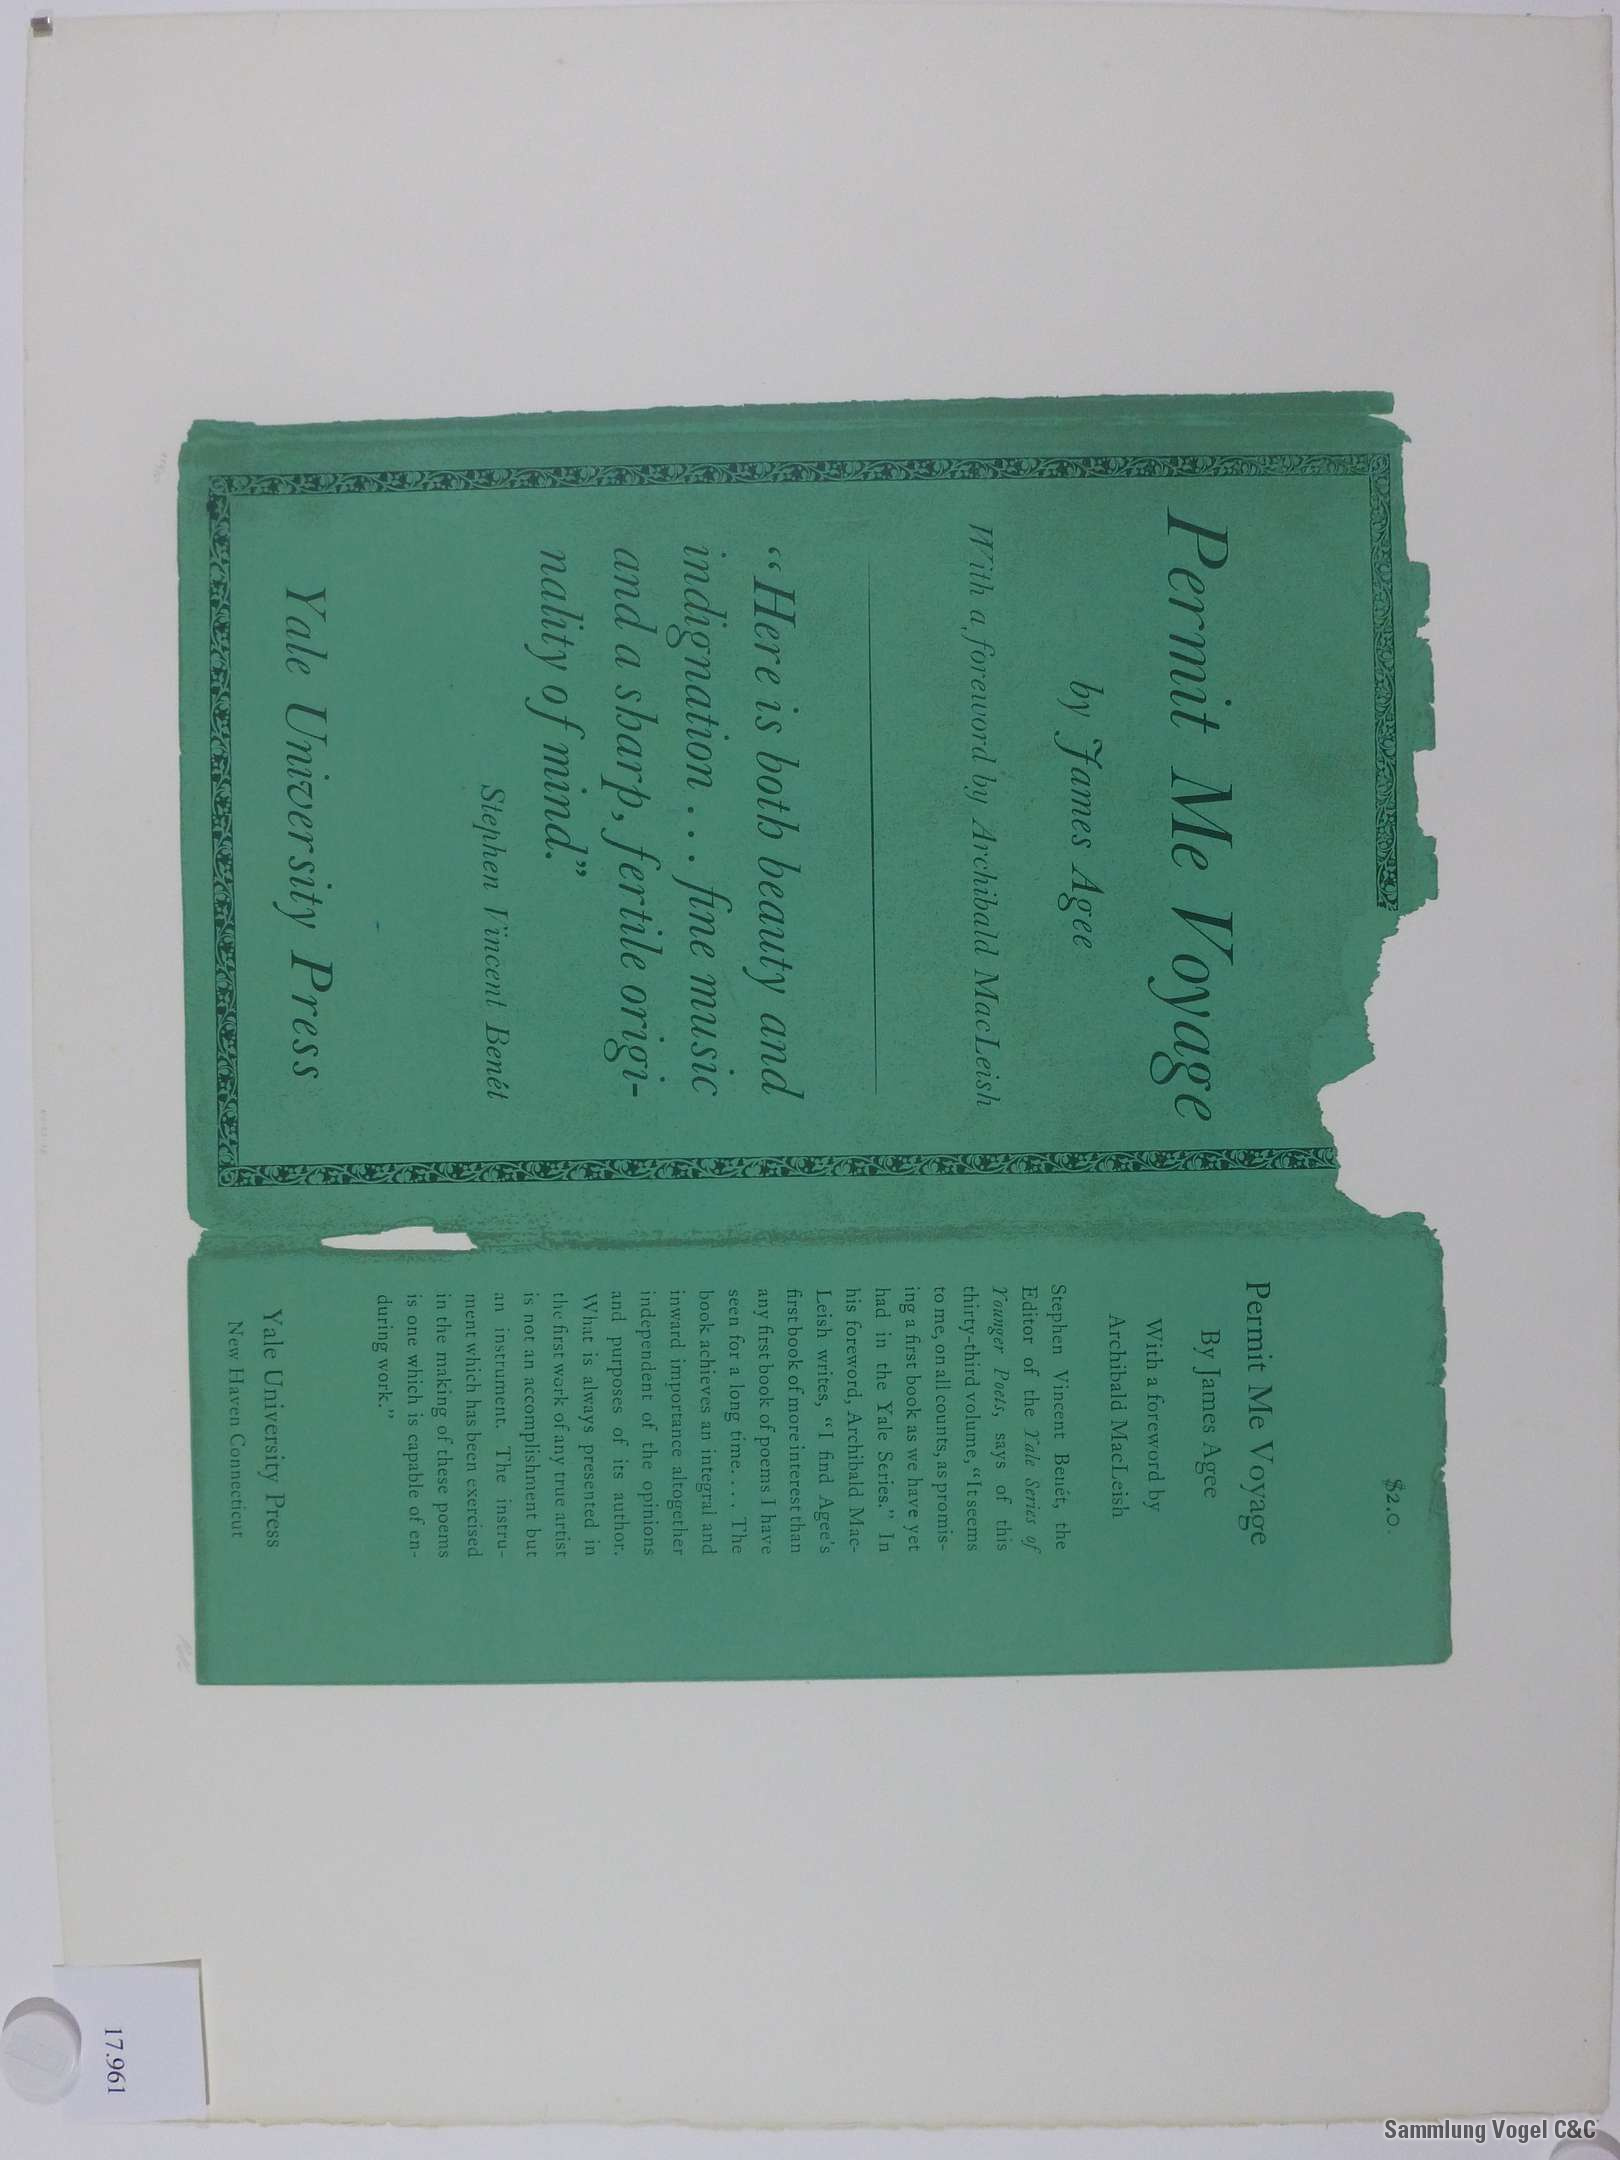 Permit Me Voyage
by James Agee
With a foreword by Archibald MacLeish
“Here is both beauty and
indignation . . . fine music
and a sharp, fertile origi-
nality of mind.”
Stephen Vincent Benét
Yale University Press
$2.0.
Permit Me Voyage
By James Agee
With a foreword by
Archibald MacLeish
Stephen Vincent Benét, the
Editor of the Yale Series of
Younger Poets, says of this
thirty-third volume, “It seems
to me, on all counts, as promis-
ing a first book as we have yet
had in the Yale Series.” In
his foreword, Archibald Mac-
Leish writes, “I find Agee's
first book of more interest than
any first book of poems I have
seen for a long time. . . . The
book achieves an integral and
inward importance altogether
independent of the opinions
and purposes of its author.
What is always presented in
the first work of any true artist
is not an accomplishment but
an instrument. The instru-
ment which has been exercised
in the making of these poems
is one which is capable of en-
during work.”
Yale University Press
New Haven Connecticut
17.961
Sammlung Vogel C&C